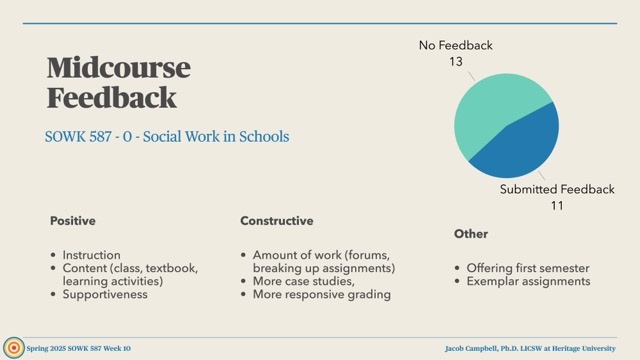 No Feedback
13
Midcourse
Feedback
SOWK 587 - 0 - Social Work in Schools
Submitted Feedback
11
Positive
• Instruction
• Content (class, textbook,
learning activities)
• Supportiveness
Constructive
• Amount of work (forums,
breaking up assignments)
• More case studies,
• More responsive grading
Other
• Offering first semester
• Exemplar assignments
Spring 2025 SOWK 587 Week 10
Jacob Campbell, Ph.D. LICSW at Heritage University